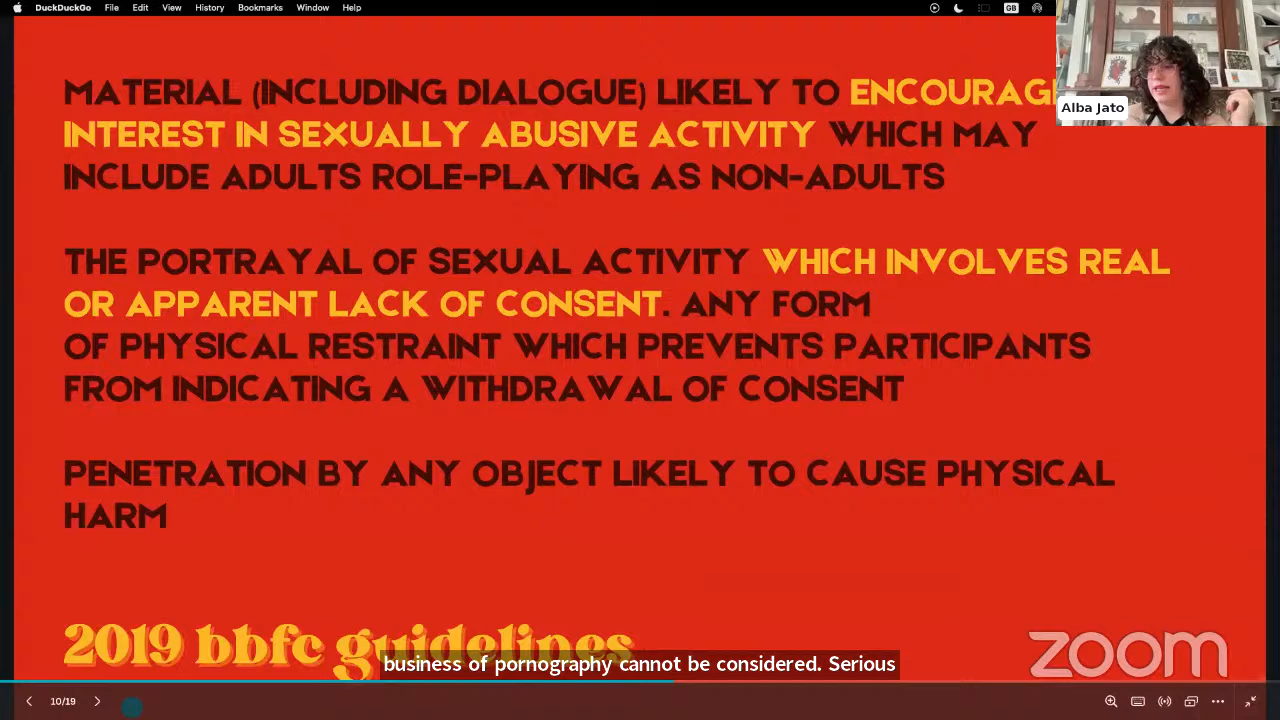 DuckDuckGo File Edit View History Bookmarks Window Help GB
MATERIAL (INCLUDING DIALOGUE) LIKELY TO ENCOURAG
Alba Jato
INTEREST IN SEXUALLY ABUSIVE ACTIVITY WHICH MAY
INCLUDE ADULTS ROLE-PLAYING AS NON-ADULTS
THE PORTRAYAL OF SEXUAL ACTIVITY WHICH INVOLVES REAL
OR APPARENT LACK OF CONSENT. ANY FORM
OF PHYSICAL RESTRAINT WHICH PREVENTS PARTICIPANTS
FROM INDICATING A WITHDRAWAL OF CONSENT
PENETRATION BY ANY OBJECT LIKELY TO CAUSE PHYSICAL
HARM
2019 bbfc guidelines
zoom
business of pornography cannot be considered. Serious
10/19